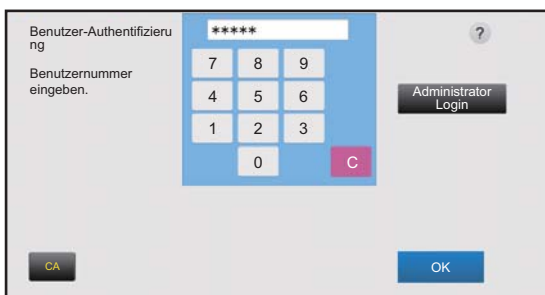 Benutzer-Authentifizieru
ng
Benutzernummer
eingeben.
*****
7 8 9
4 5 6
1 2 3
0 C
?
Administrator
Login
CA
OK